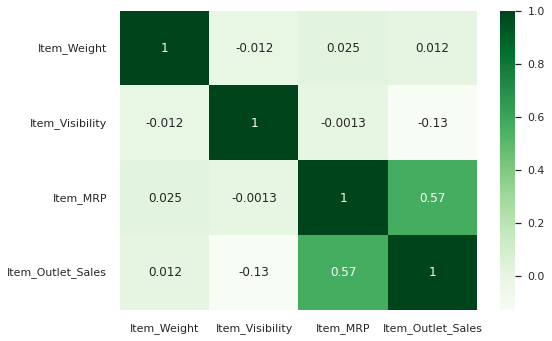 Item_Weight 1 -0.012 0.025 0.012
Item_Visibility -0.012 1 -0.0013 -0.13
Item_MRP 0.025 -0.0013 1 0.57
Item_Outlet_Sales 0.012 -0.13 0.57 1
Item_Weight Item_Visibility Item_MRP Item_Outlet_Sales
1.0
0.8
0.6
0.4
0.2
0.0